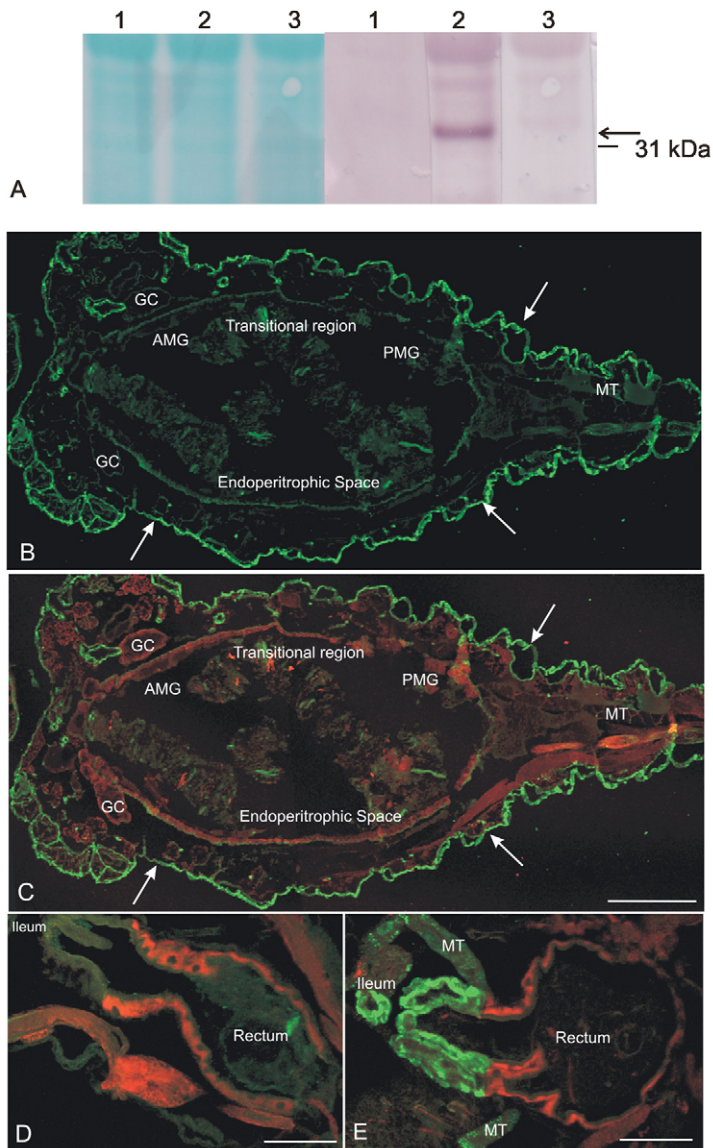 1 2 3 1 2 3
31 kDa
A
GC
AMG
Transitional region
PMG
MT
GC
Endoperitrophic Space
B
GC
Transitional region
AMG
PMG
MT
GC
Endoperitrophic Space
C
Ileum
Rectum
D
MT
Ileum
Rectum
MT
E